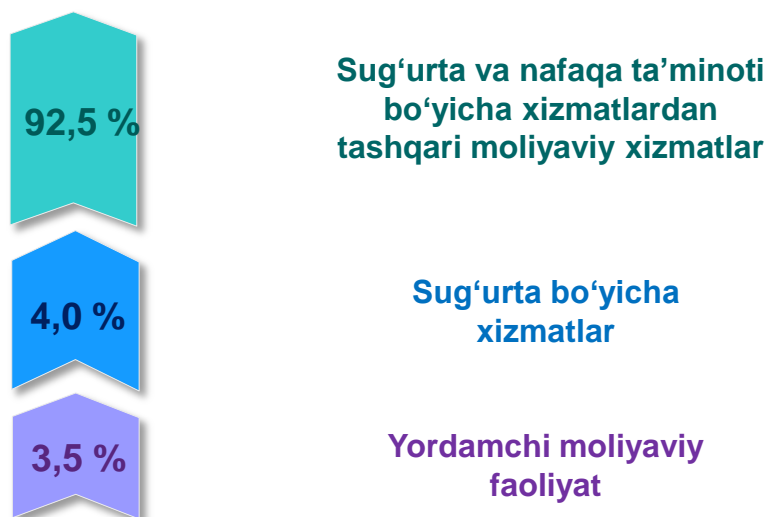 92,5 %
Sug‘urta va nafaqa ta’minoti
bo‘yicha xizmatlardan
tashqari moliyaviy xizmatlar
4,0 %
Sug‘urta bo‘yicha
xizmatlar
3,5 %
Yordamchi moliyaviy
faoliyat